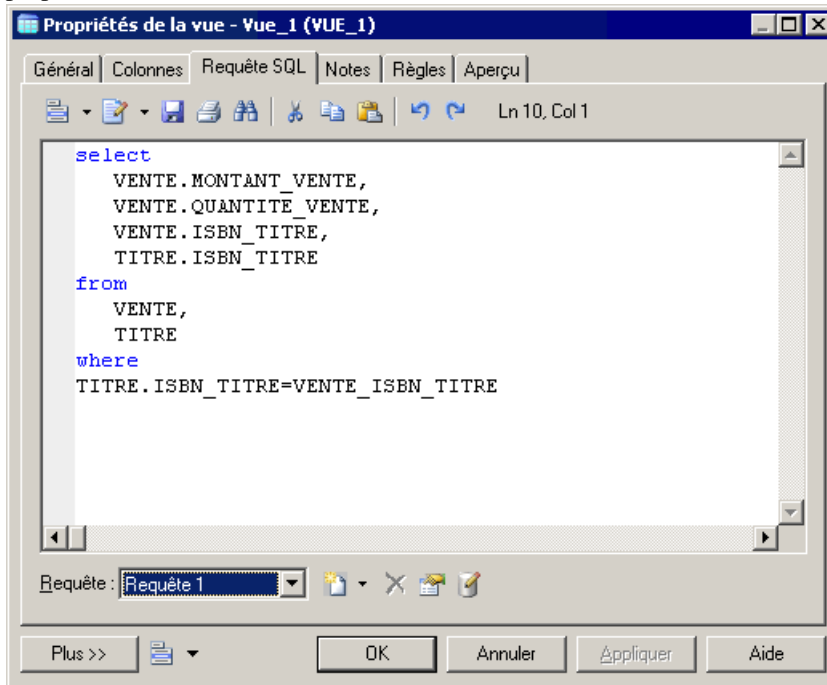 Propriétés de la vue - Vue_1 (VUE_1)
Général Colonnes Requête SQL Notes Règles Aperçu
Ln 10, Col 1
select
VENTE.MONTANT_VENTE,
VENTE.QUANTITE_VENTE,
VENTE.ISBN_TITRE,
TITRE.ISBN_TITRE
from
VENTE,
TITRE
where
TITRE.ISBN_TITRE=VENTE_ISBN_TITRE
Requête : Requête 1
Plus >> OK Annuler Appliquer Aide